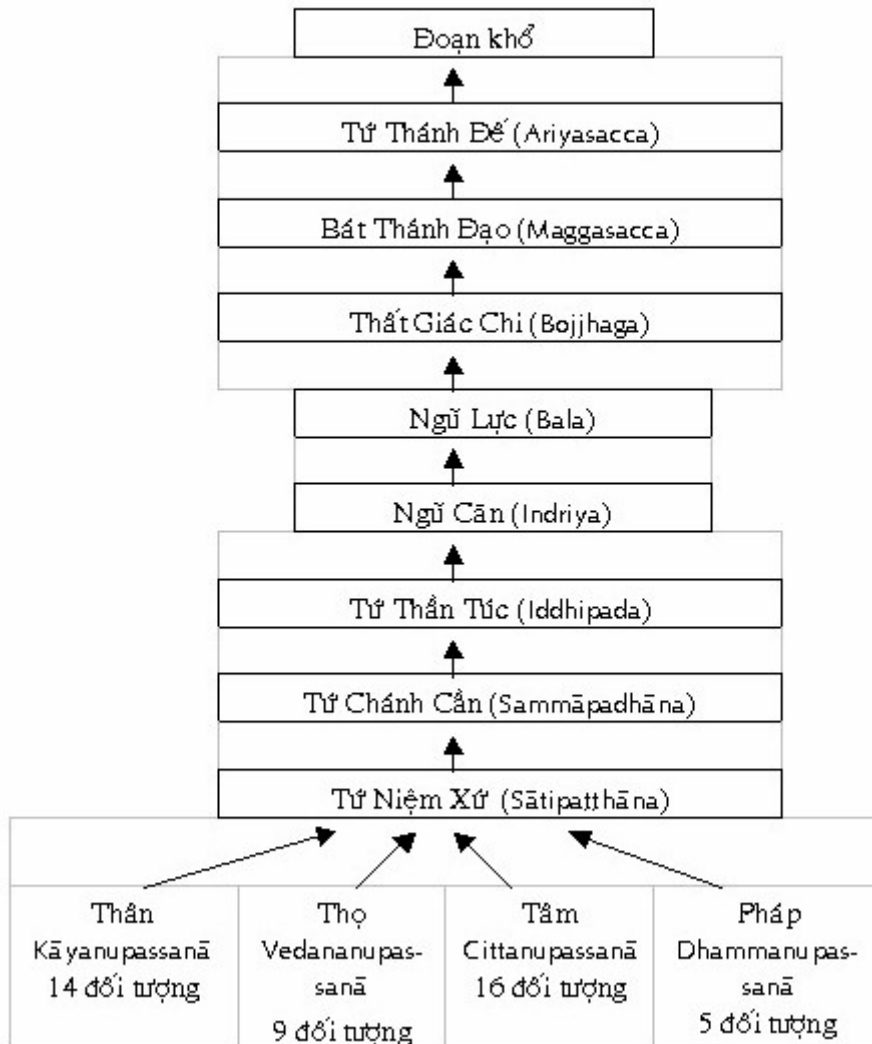 Đoạn khổ
Tứ Thánh Đế (Ariyasacca)
Bát Thánh Đạo (Maggasacca)
Thất Giác Chi (Bojjhaga)
Ngũ Lực (Bala)
Ngũ Căn (Indriya)
Tứ Thần Túc (Iddhipada)
Tứ Chánh Cần (Sammāpadhāna)
Tứ Niệm Xứ (Sātipaṭṭhāna)
Thân
Kāyanupassanā
14 đối tượng
Thọ
Vedananupas-
sanā
9 đối tượng
Tâm
Cittanupassanā
16 đối tượng
Pháp
Dhammanupas-
sanā
5 đối tượng